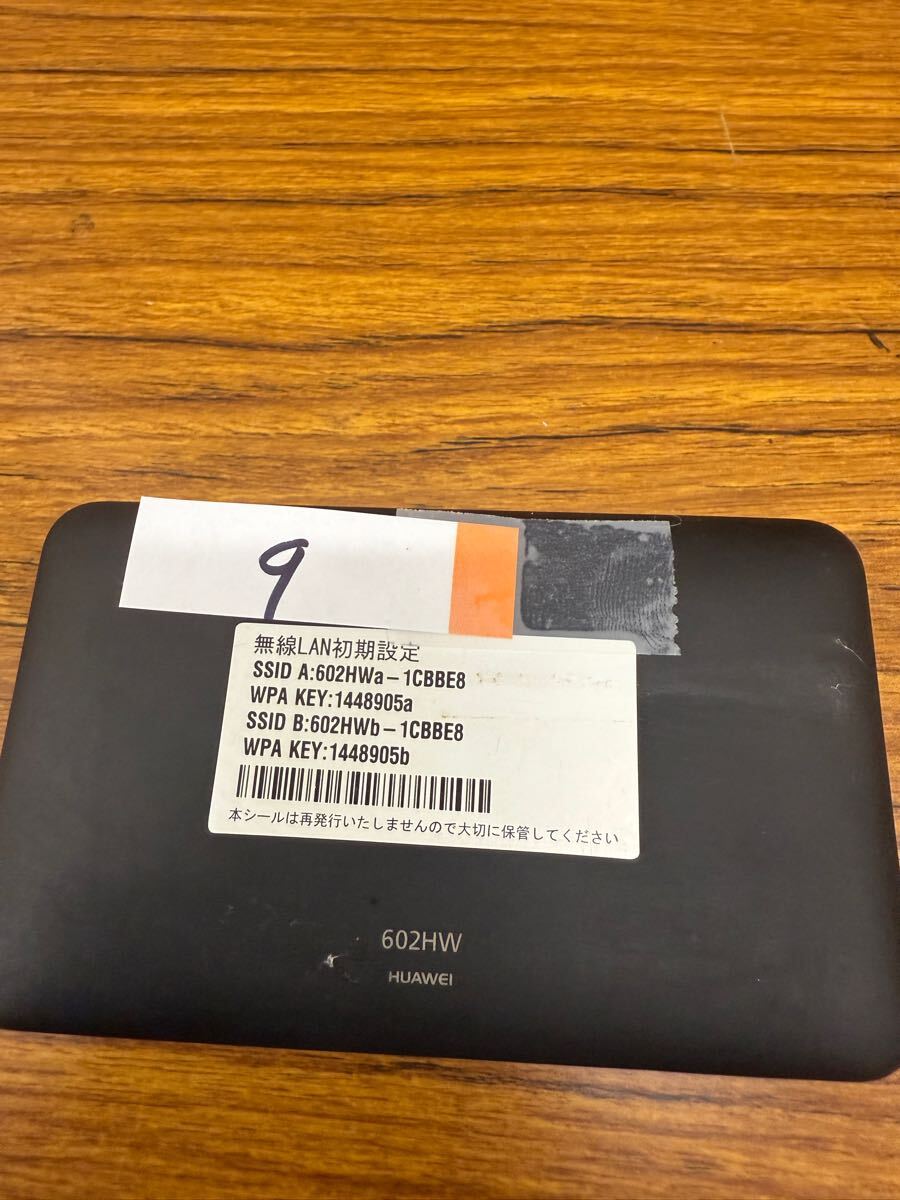 9
無線LAN初期設定
SSID A:602HWa－1CBBE8
WPA KEY:1448905a
SSID B:602HWb－1CBBE8
WPA KEY:1448905b
本シールは再発行いたしませんので大切に保管してください
602HW
HUAWEI